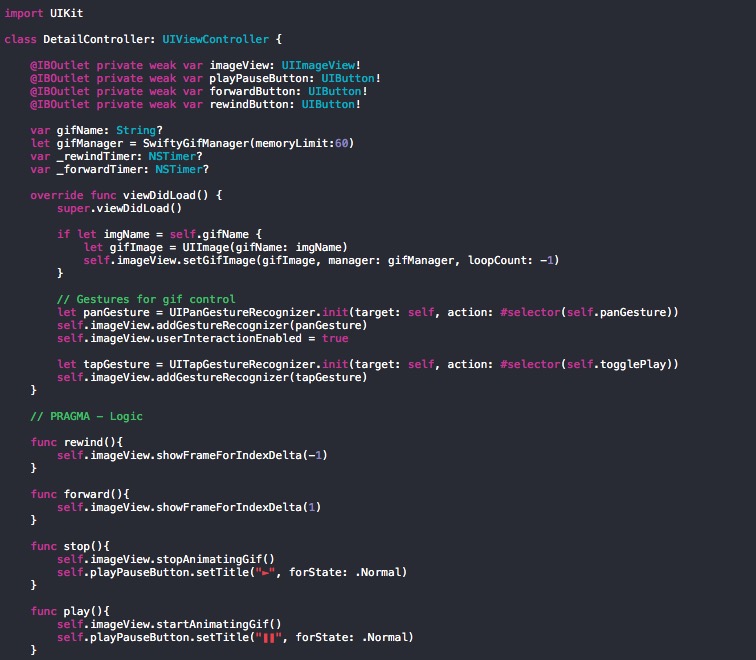 import UIKit
class DetailController: UIViewController {
@IBOutlet private weak var imageView: UIImageView!
@IBOutlet private weak var playPauseButton: UIButton!
@IBOutlet private weak var forwardButton: UIButton!
@IBOutlet private weak var rewindButton: UIButton!
var gifName: String?
let gifManager = SwiftyGifManager(memoryLimit:60)
var _rewindTimer: NSTimer?
var _forwardTimer: NSTimer?
override func viewDidLoad() {
super.viewDidLoad()
if let imgName = self.gifName {
let gifImage = UIImage(gifName: imgName)
self.imageView.setGifImage(gifImage, manager: gifManager, loopCount: -1)
}
// Gestures for gif control
let panGesture = UIPanGestureRecognizer.init(target: self, action: #selector(self.panGesture))
self.imageView.addGestureRecognizer(panGesture)
self.imageView.userInteractionEnabled = true
let tapGesture = UITapGestureRecognizer.init(target: self, action: #selector(self.togglePlay))
self.imageView.addGestureRecognizer(tapGesture)
}
// PRAGMA – Logic
func rewind(){
self.imageView.showFrameForIndexDelta(-1)
}
func forward(){
self.imageView.showFrameForIndexDelta(1)
}
func stop(){
self.imageView.stopAnimatingGif()
self.playPauseButton.setTitle("►", forState: .Normal)
}
func play(){
self.imageView.startAnimatingGif()
self.playPauseButton.setTitle("❚❚", forState: .Normal)
}